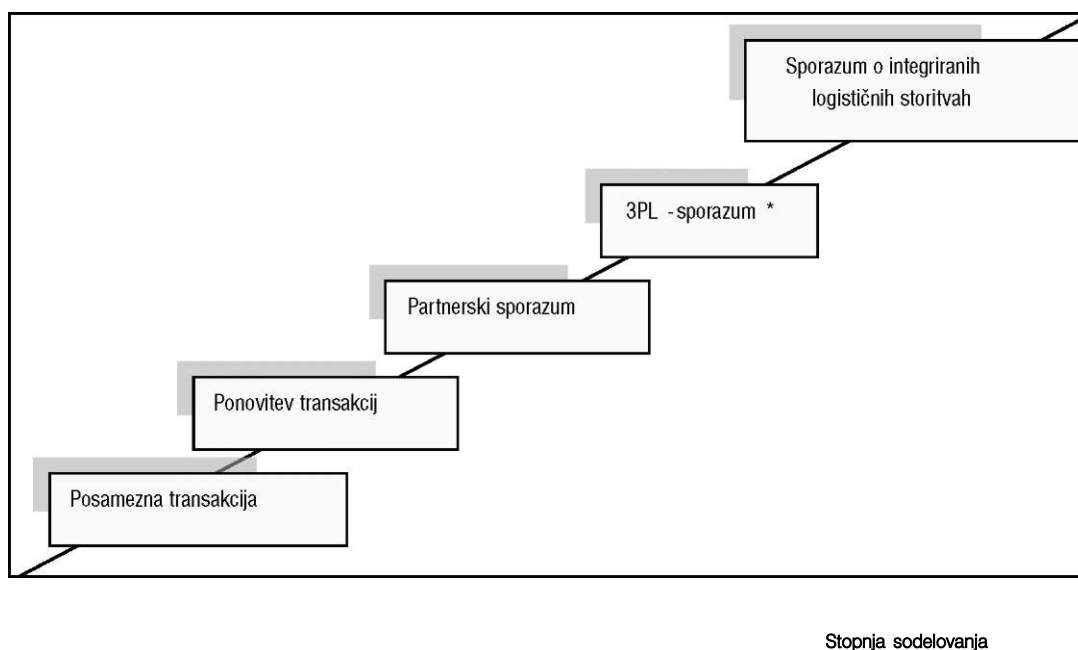 Sporazum o integriranih
logističnih storitvah
3PL - sporazum *
Partnerski sporazum
Ponovitev transakcij
Posamezna transakcija
Stopnja sodelovanja